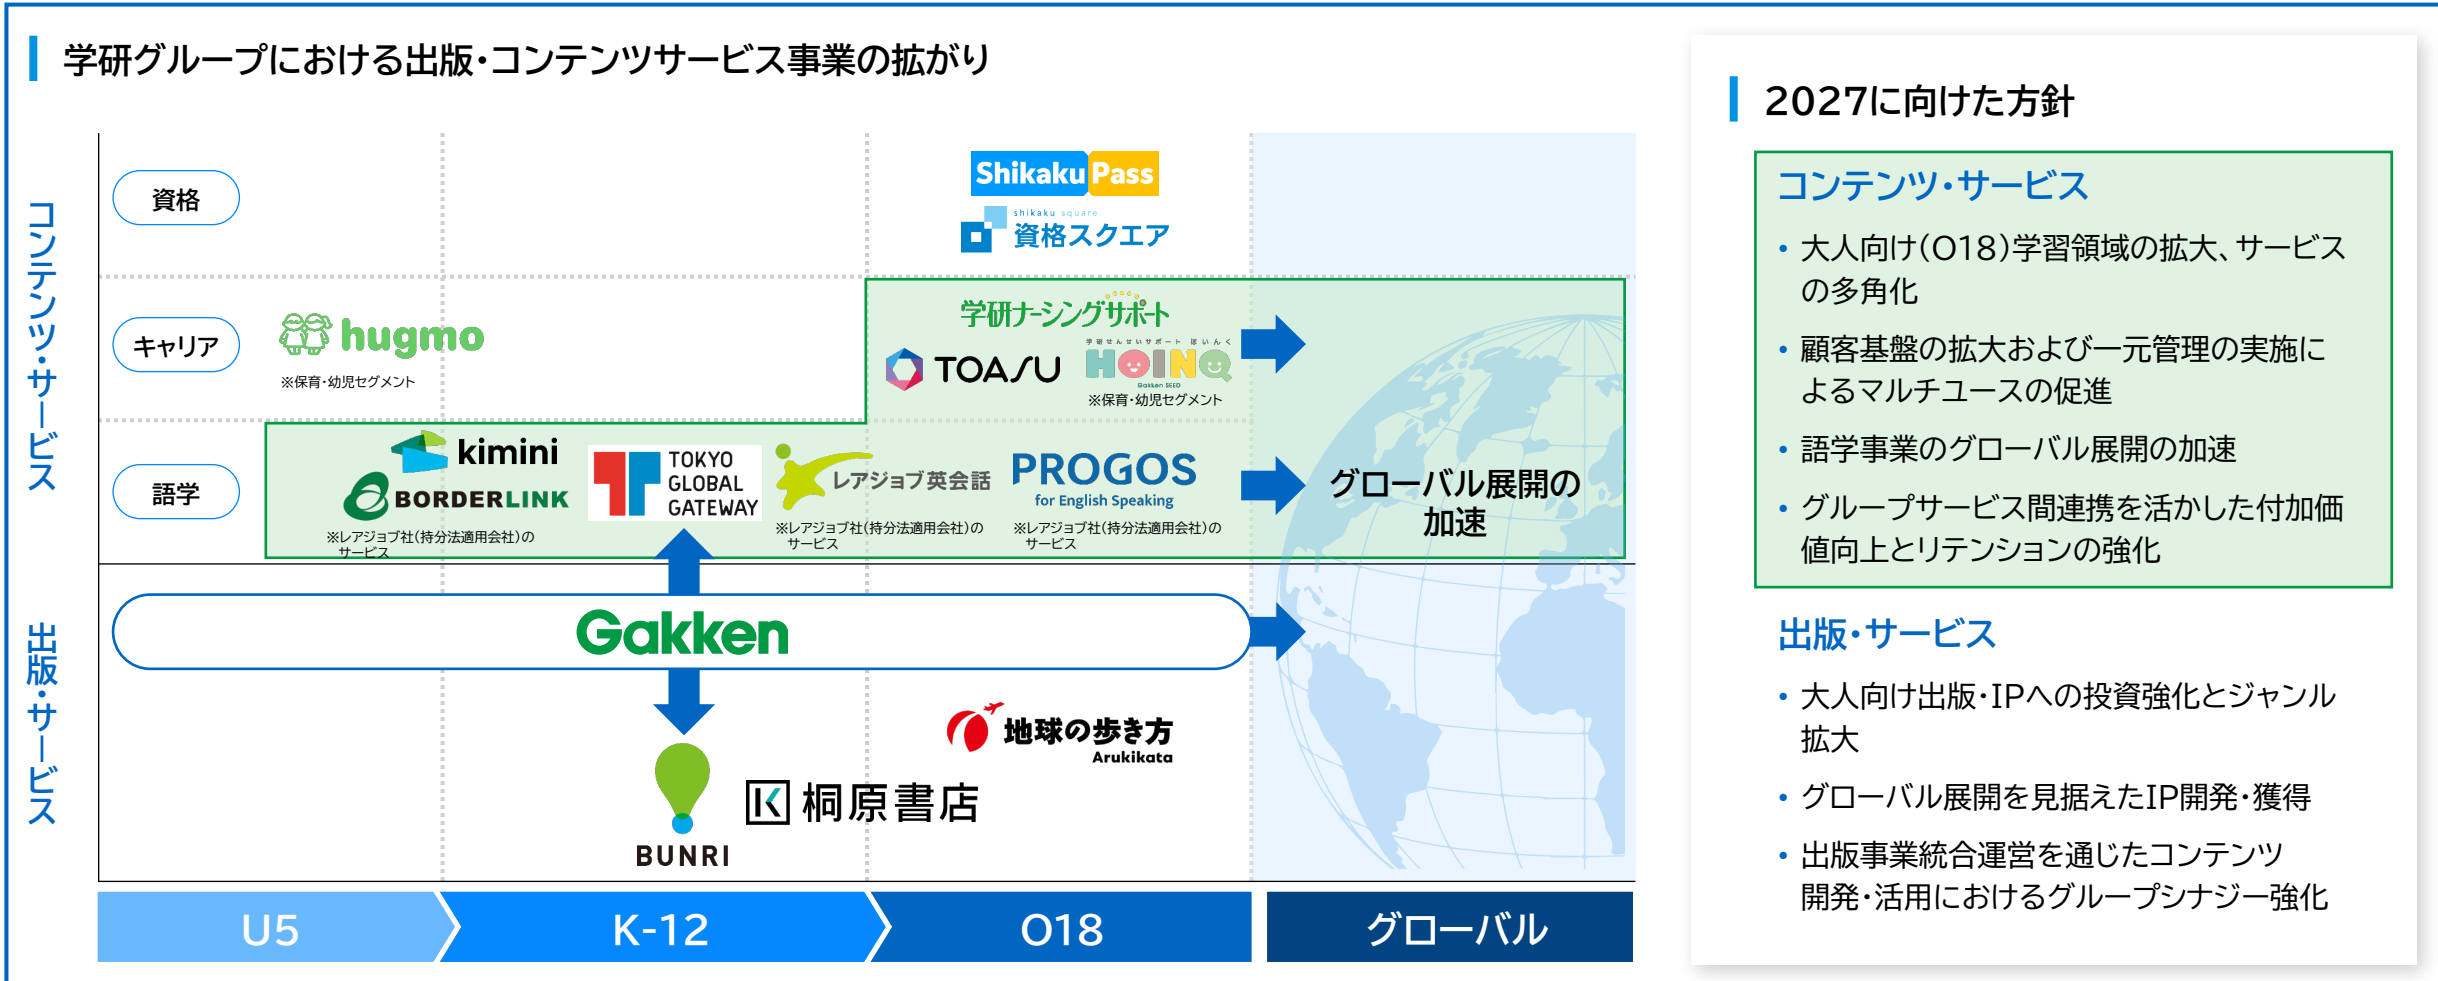 学研グループにおける出版・コンテンツサービス事業の拡がり
コンテンツ・サービス
資格
Shikaku Pass
shikaku square
資格スクエア
キャリア
hugmo
※保育・幼児セグメント
学研ナーシングサポート
TOASU
学研せんせいサポート ほいんく
HOINQ
Gakken SEED
※保育・幼児セグメント
語学
kimini
BORDERLINK
※レアジョブ社(持分法適用会社)の
サービス
TOKYO
GLOBAL
GATEWAY
レアジョブ英会話
※レアジョブ社(持分法適用会社)の
サービス
PROGOS
for English Speaking
※レアジョブ社(持分法適用会社)の
サービス
グローバル展開の
加速
出版・サービス
Gakken
BUNRI
桐原書店
地球の歩き方
Arukikata
U5
K-12
O18
グローバル
2027に向けた方針
コンテンツ・サービス
・大人向け(O18)学習領域の拡大、サービス
の多角化
・顧客基盤の拡大および一元管理の実施に
よるマルチユースの促進
・語学事業のグローバル展開の加速
・グループサービス間連携を活かした付加価
値向上とリテンションの強化
出版・サービス
・大人向け出版・IPへの投資強化とジャンル
拡大
・グローバル展開を見据えたIP開発・獲得
・出版事業統合運営を通じたコンテンツ
開発・活用におけるグループシナジー強化